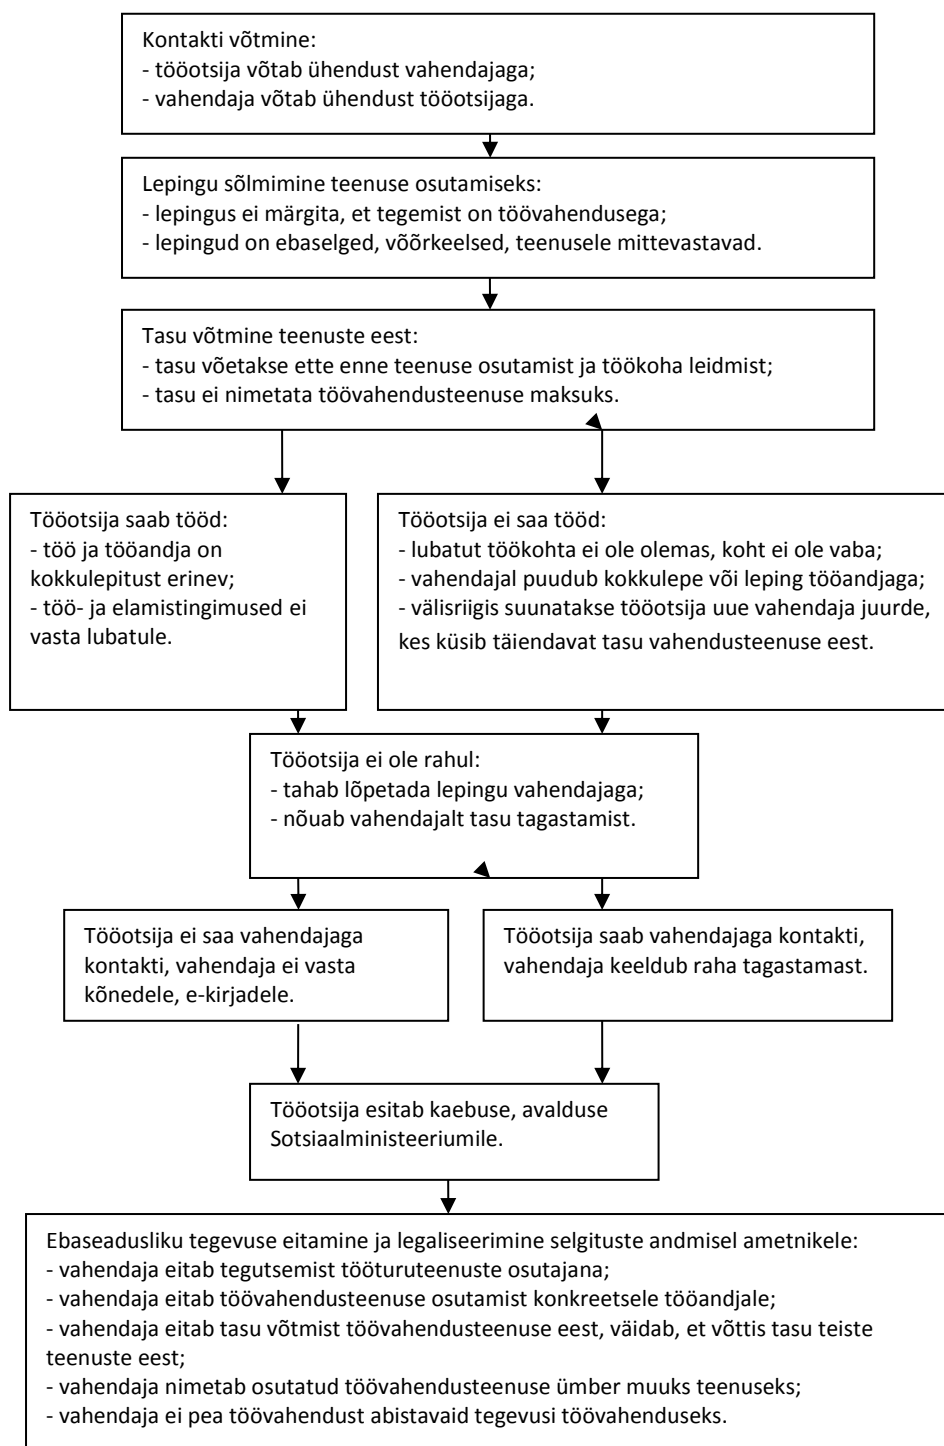 Kontakti võtmine:
- tööotsija võtab ühendust vahendajaga;
- vahendaja võtab ühendust tööotsijaga.
Lepingu sõlmimine teenuse osutamiseks:
- lepingus ei märgita, et tegemist on töövahendusega;
- lepingud on ebaselged, võõrkeelsed, teenusele mittevastavad.
Tasu võtmine teenuste eest:
- tasu võetakse ette enne teenuse osutamist ja töökoha leidmist;
- tasu ei nimetata töövahendusteenuse maksuks.
Tööotsija saab tööd:
- töö ja tööandja on
kokkulepitust erinev;
- töö- ja elamistingimused ei
vasta lubatule.
Tööotsija ei saa tööd:
- lubatut töökohta ei ole olemas, koht ei ole vaba;
- vahendajal puudub kokkulepe või leping tööandjaga;
- välisriigis suunatakse tööotsija uue vahendaja juurde,
kes küsib täiendavat tasu vahendusteenuse eest.
Tööotsija ei ole rahul:
- tahab lõpetada lepingu vahendajaga;
- nõuab vahendajalt tasu tagastamist.
Tööotsija ei saa vahendajaga
kontakti, vahendaja ei vasta
kõnedele, e-kirjadele.
Tööotsija saab vahendajaga kontakti,
vahendaja keeldub raha tagastamast.
Tööotsija esitab kaebuse, avalduse
Sotsiaalministeeriumile.
Ebaseadusliku tegevuse eitamine ja legaliseerimine selgituste andmisel ametnikele:
- vahendaja eitab tegutsemist tööturuteenuste osutajana;
- vahendaja eitab töövahendusteenuse osutamist konkreetsele tööandjale;
- vahendaja eitab tasu võtmist töövahendusteenuse eest, väidab, et võttis tasu teiste
teenuste eest;
- vahendaja nimetab osutatud töövahendusteenuse ümber muuks teenuseks;
- vahendaja ei pea töövahendust abistavaid tegevusi töövahenduseks.